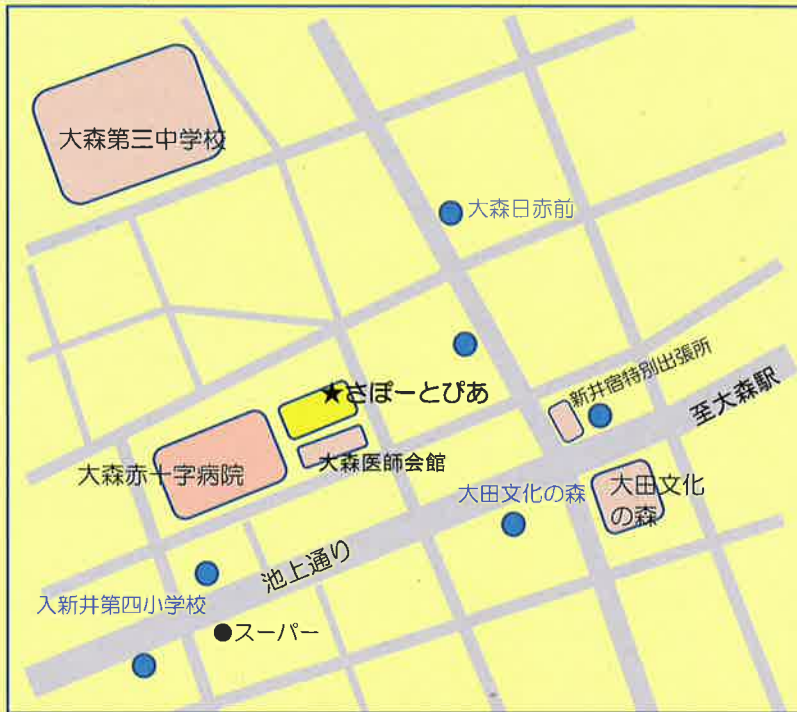 大森第三中学校
大森日赤前
新井宿特別出張所
至大森駅
★さぽーとぴあ
大森医師会館
大森赤十字病院
大田文化の森
大田文化
の森
池上通り
入新井第四小学校
●スーパー